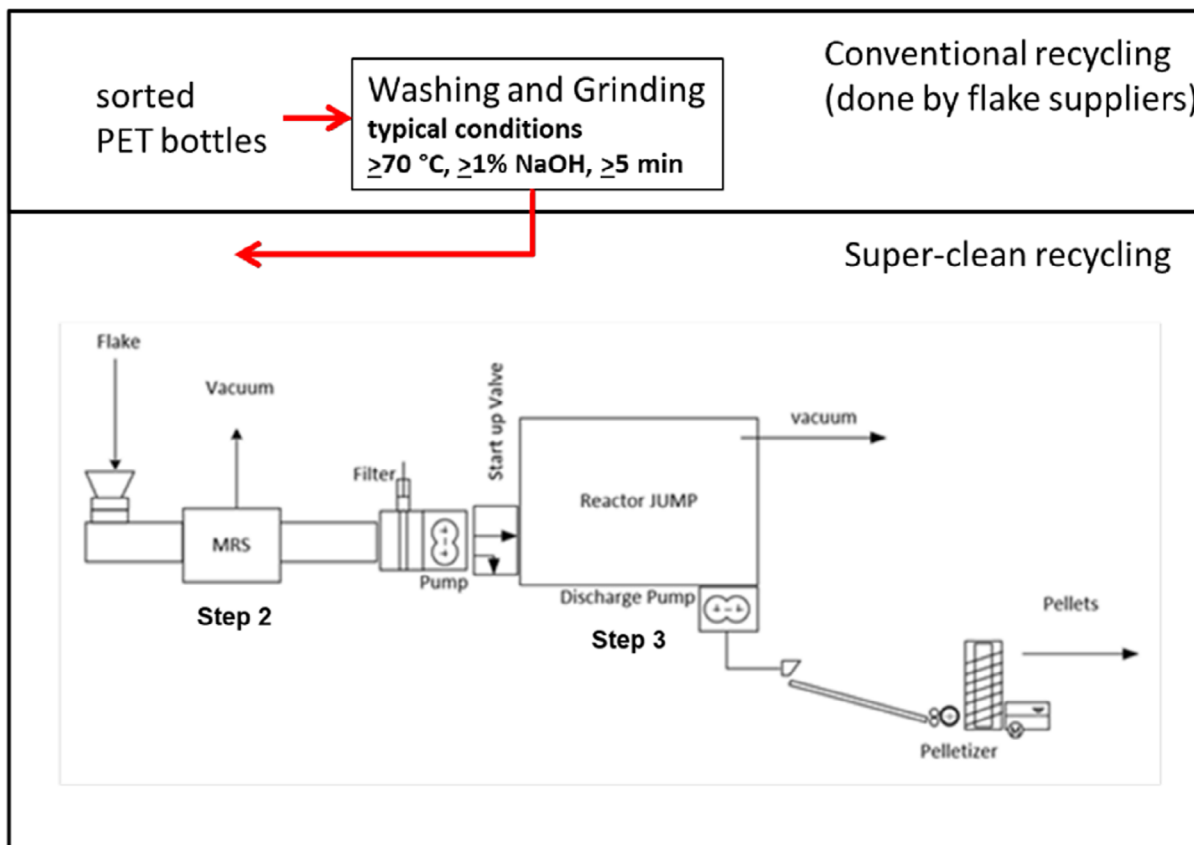 Conventional recycling
(done by flake suppliers)
sorted
PET bottles
Washing and Grinding
typical conditions
≥70 °C, ≥1% NaOH, ≥5 min
Super-clean recycling
Flake
Vacuum
Start up Valve
vacuum
Filter
Reactor JUMP
MRS
Pump
Discharge Pump
Step 2
Step 3
Pellets
Pelletizer